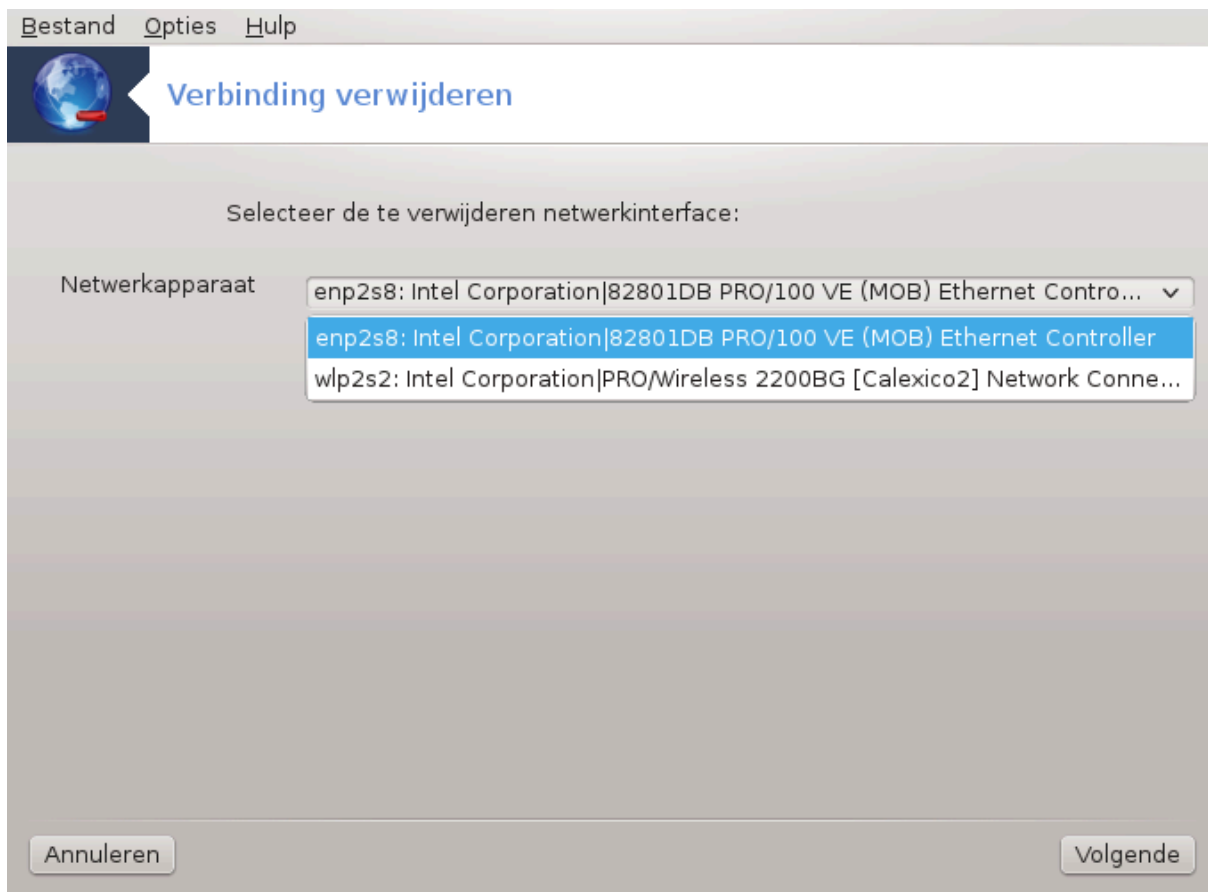 Bestand Opties Hulp
Verbinding verwijderen
Selecteer de te verwijderen netwerkinterface:
Netwerkapparaat enp2s8: Intel Corporation|82801DB PRO/100 VE (MOB) Ethernet Contro...
enp2s8: Intel Corporation|82801DB PRO/100 VE (MOB) Ethernet Controller
wlp2s2: Intel Corporation|PRO/Wireless 2200BG [Calexico2] Network Conne...
Annuleren Volgende